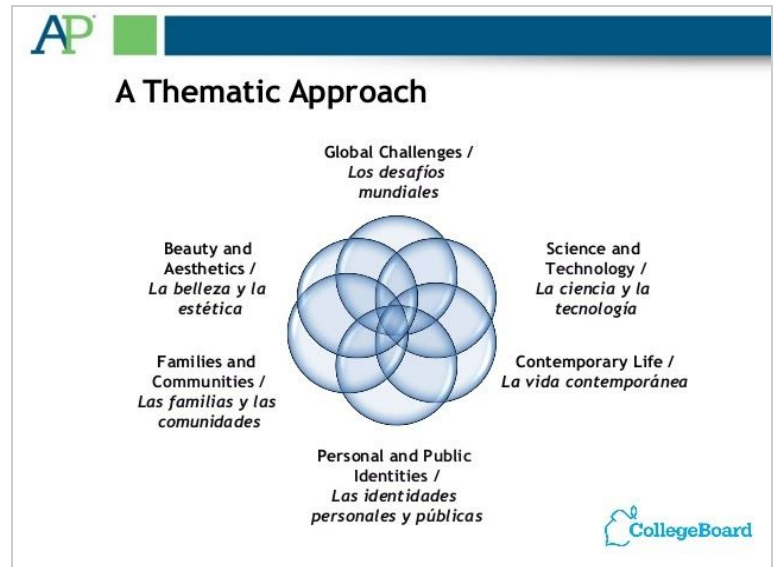 AP®
A Thematic Approach
Global Challenges /
Los desafíos
mundiales
Beauty and
Aesthetics /
La belleza y la
estética
Science and
Technology /
La ciencia y la
tecnología
Families and
Communities /
Las familias y las
comunidades
Contemporary Life /
La vida contemporánea
Personal and Public
Identities /
Las identidades
personales y públicas
CollegeBoard